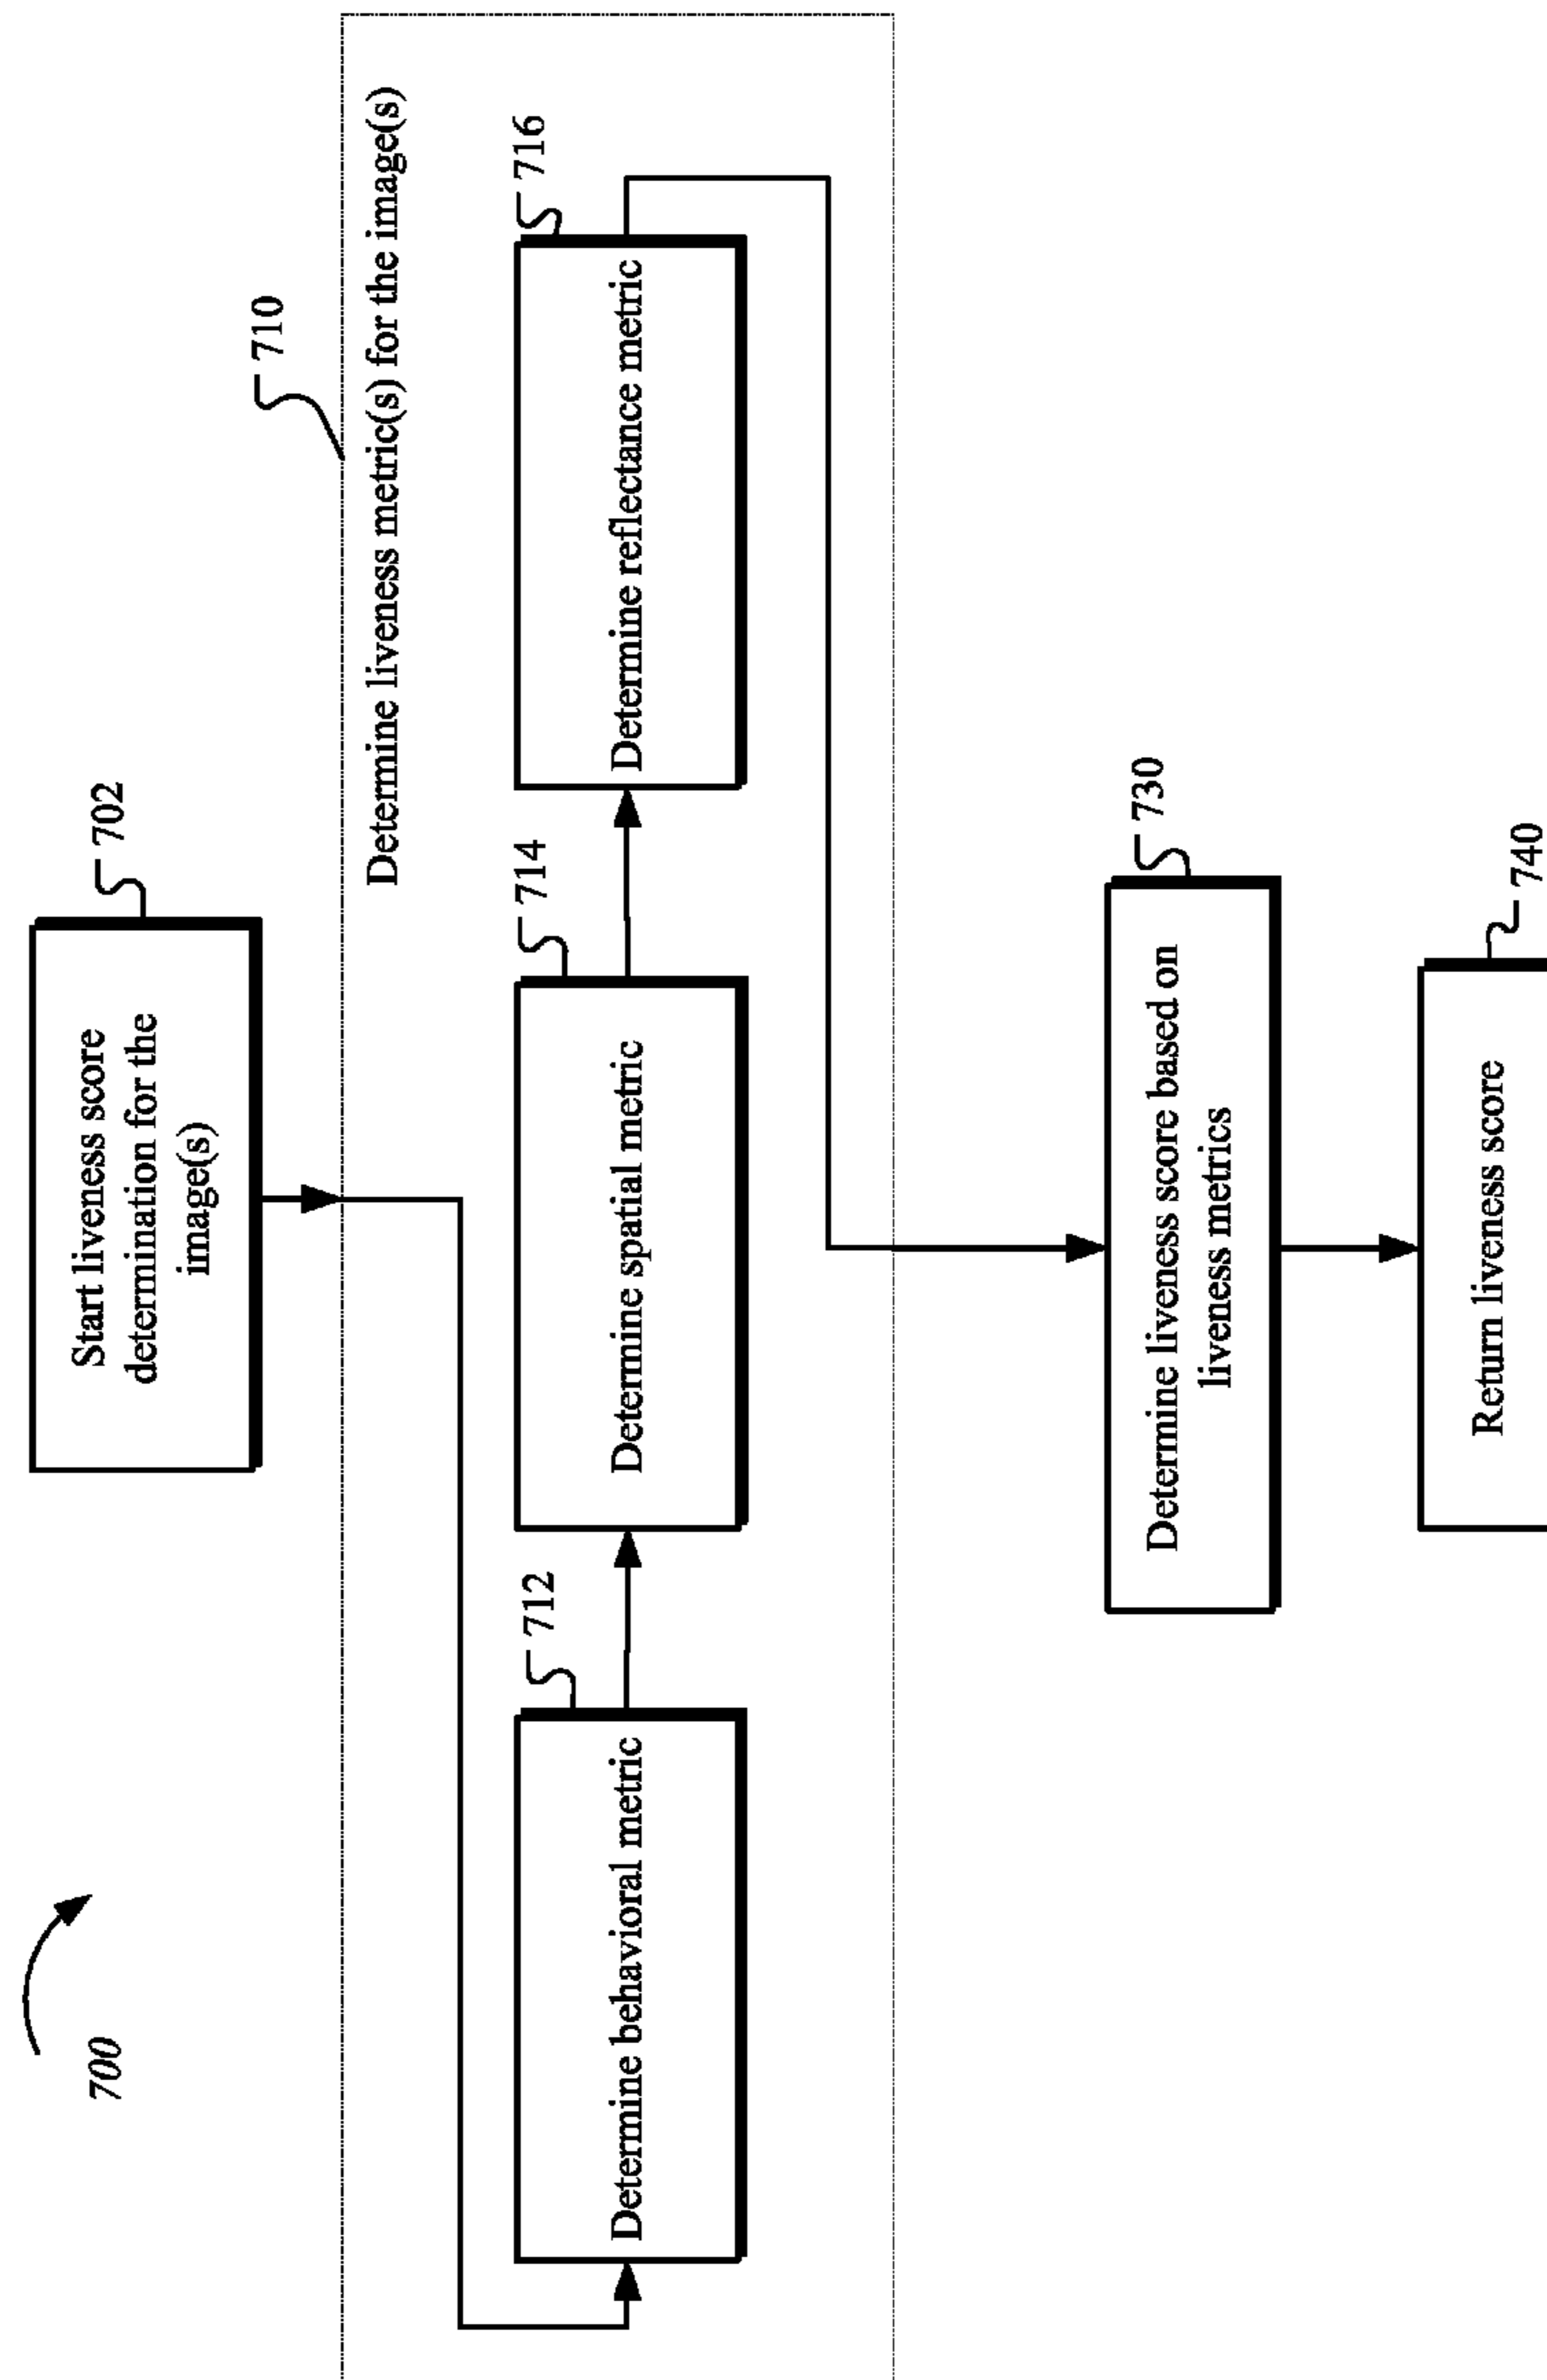 700
Start liveness score
determination for the
image(s)
702
710
Determine liveness metric(s) for the image(s)
712
Determine behavioral metric
714
Determine spatial metric
716
Determine reflectance metric
730
Determine liveness score based on
liveness metrics
740
Return liveness score